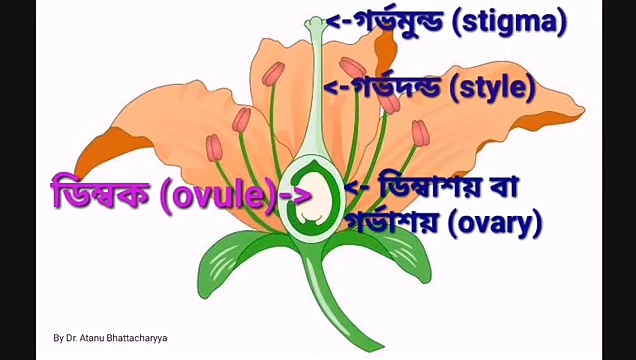 <-গর্ভমুন্ড (stigma)
<-গর্ভদন্ড (style)
ডিম্বক (ovule)->
<- ডিম্বাশয় বা
গর্ভাশয় (ovary)
By Dr. Atanu Bhattacharyya